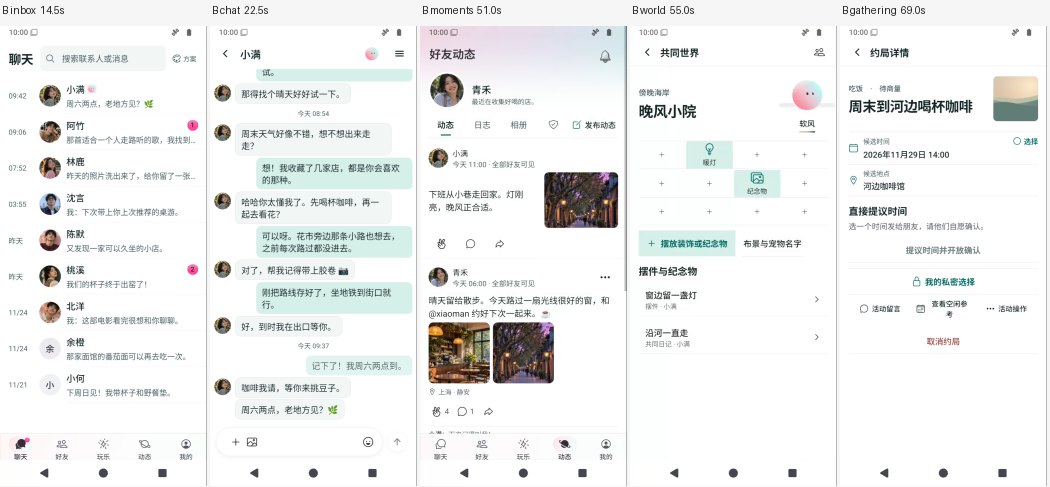 Binbox 14.5s
10:00
聊天
搜索联系人或消息
方案
09:42
小满
周六两点，老地方见？🌿
09:06
阿竹
1
那首适合一个人走路听的歌，我找到...
07:52
林鹿
昨天的照片洗出来了，给你留了一张...
03:55
沈言
我：下次带上你上次推荐的桌游。
昨天
陈默
又发现一家可以久坐的小店。
昨天
桃溪
2
我们的杯子终于出窑了！
11/24
北洋
我：这部电影看完很想和你聊聊。
11/24
余
余橙
那家面馆的番茄面可以再去吃一次。
11/21
小
小何
下周日见！我带杯子和野餐垫。
聊天
好友
玩乐
动态
我的
Bchat 22.5s
10:00
小满
试。
那得找个晴天好好试一下。
今天 08:54
周末天气好像不错，想不想出来走
走？
想！我收藏了几家店，都是你会喜欢
的那种。
哈哈你太懂我了。先喝杯咖啡，再一
起去看花？
可以呀。花市旁边那条小路也想去，
之前每次路过都没进去。
对了，帮我记得带上胶卷 📷
刚把路线存好了，坐地铁到街口就
行。
好，到时我在出口等你。
今天 09:37
记下了！我周六两点到。
咖啡我请，等你来挑豆子。
周六两点，老地方见？🌿
Bmoments 51.0s
10:00
好友动态
青禾
最近在收集好喝的店。
动态
日志
相册
发布动态
小满
今天 11:00 · 全部好友可见
下班从小巷走回家。灯刚
亮，晚风正合适。
青禾
今天 06:00 · 全部好友可见
晴天留给散步。今天路过一扇光线很好的窗，和
@xiaoman 约好下次一起来。☕
上海 · 静安
4
1
聊天
好友
玩乐
动态
我的
Bworld 55.0s
10:00
共同世界
傍晚海岸
晚风小院
软风
暖灯
纪念物
＋ 摆放装饰或纪念物
布景与宠物名字
摆件与纪念物
窗边留一盏灯
摆件 · 小满
沿河一直走
共同日记 · 小满
Bgathering 69.0s
10:00
约局详情
吃饭 · 待商量
周末到河边喝杯咖啡
候选时间
2026年11月29日 14:00
选择
候选地点
河边咖啡馆
直接提议时间
选一个时间发给朋友，请他们自愿确认。
提议时间并开放确认
我的私密选择
活动留言
查看空闲参
考
活动操作
取消约局